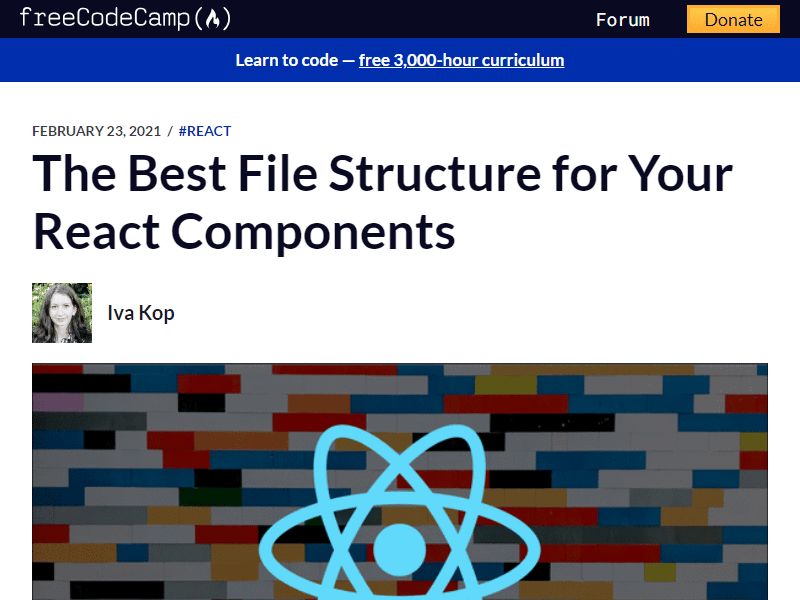 freeCodeCamp(🔥)
Forum
Donate
Learn to code — free 3,000-hour curriculum
FEBRUARY 23, 2021 / #REACT
The Best File Structure for Your
React Components
Iva Kop